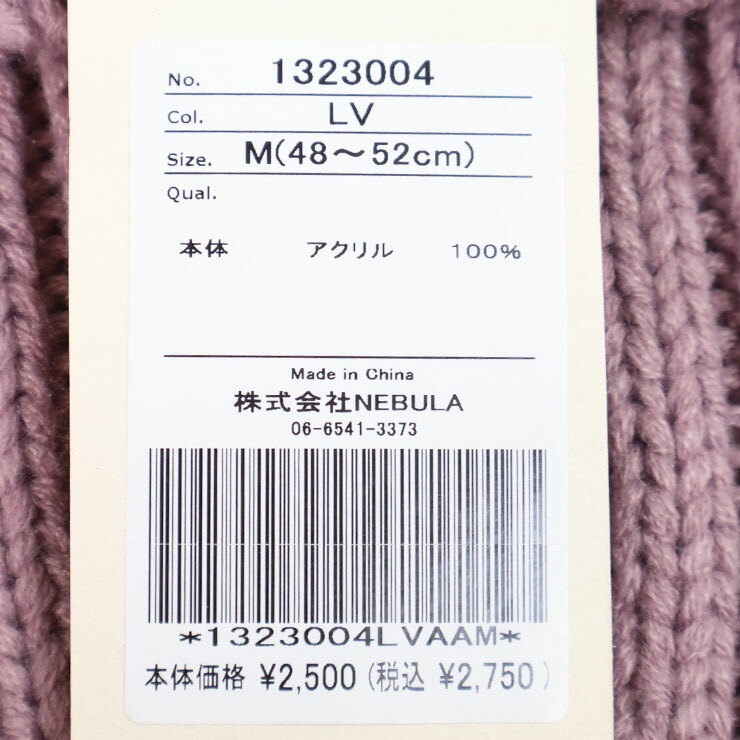 No. 1323004
Col. LV
Size. M(48～52cm)
Qual.
本体 アクリル 100%
Made in China
株式会社NEBULA
06-6541-3373
*1323004LVAAM*
本体価格 ¥2,500 (税込 ¥2,750)